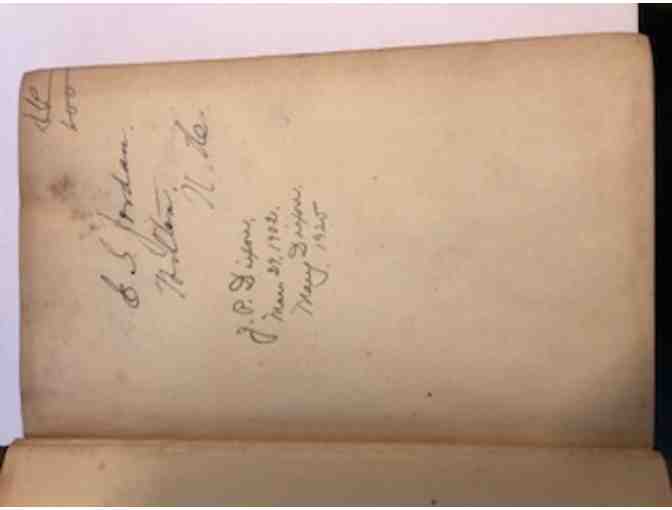 C. S. Jordan.
N. C.
J. P. Dixon,
Mar 27, 1902.
Mary Dixon.
1925